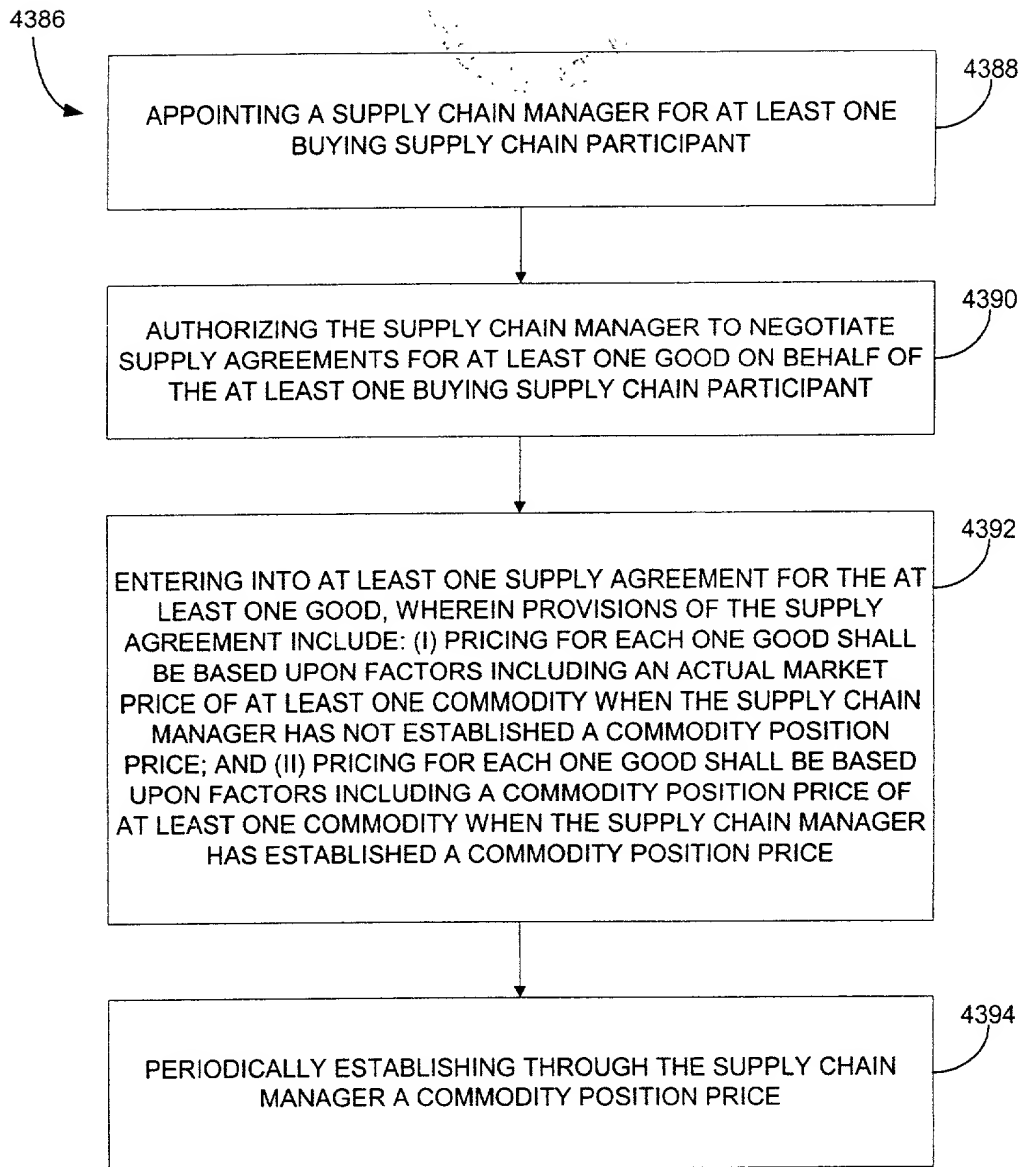 4386
4388
APPOINTING A SUPPLY CHAIN MANAGER FOR AT LEAST ONE
BUYING SUPPLY CHAIN PARTICIPANT
4390
AUTHORIZING THE SUPPLY CHAIN MANAGER TO NEGOTIATE
SUPPLY AGREEMENTS FOR AT LEAST ONE GOOD ON BEHALF OF
THE AT LEAST ONE BUYING SUPPLY CHAIN PARTICIPANT
4392
ENTERING INTO AT LEAST ONE SUPPLY AGREEMENT FOR THE AT
LEAST ONE GOOD, WHEREIN PROVISIONS OF THE SUPPLY
AGREEMENT INCLUDE: (I) PRICING FOR EACH ONE GOOD SHALL
BE BASED UPON FACTORS INCLUDING AN ACTUAL MARKET
PRICE OF AT LEAST ONE COMMODITY WHEN THE SUPPLY CHAIN
MANAGER HAS NOT ESTABLISHED A COMMODITY POSITION
PRICE; AND (II) PRICING FOR EACH ONE GOOD SHALL BE BASED
UPON FACTORS INCLUDING A COMMODITY POSITION PRICE OF
AT LEAST ONE COMMODITY WHEN THE SUPPLY CHAIN MANAGER
HAS ESTABLISHED A COMMODITY POSITION PRICE
4394
PERIODICALLY ESTABLISHING THROUGH THE SUPPLY CHAIN
MANAGER A COMMODITY POSITION PRICE